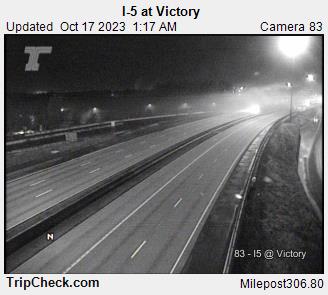 I-5 at Victory
Updated Oct 17 2023 1:17 AM Camera 83
T
N
83 - I5 @ Victory
TripCheck.com Milepost306.80